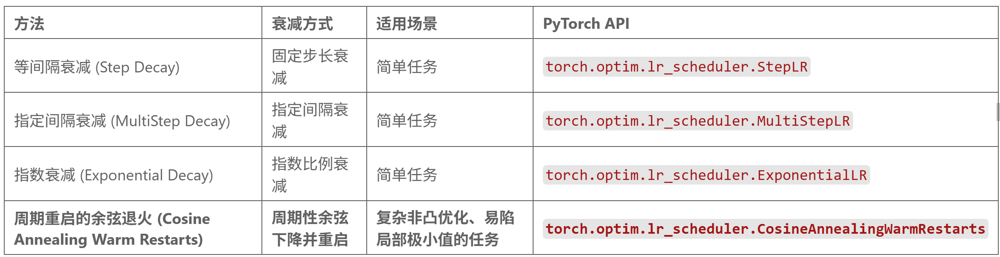 方法 衰减方式 适用场景 PyTorch API
等间隔衰减 (Step Decay) 固定步长衰
减 简单任务 torch.optim.lr_scheduler.StepLR
指定间隔衰减 (MultiStep Decay) 指定间隔衰
减 简单任务 torch.optim.lr_scheduler.MultiStepLR
指数衰减 (Exponential Decay) 指数比例衰
减 简单任务 torch.optim.lr_scheduler.ExponentialLR
周期重启的余弦退火 (Cosine
Annealing Warm Restarts) 周期性余弦
下降并重启 复杂非凸优化、易陷
局部极小值的任务 torch.optim.lr_scheduler.CosineAnnealingWarmRestarts